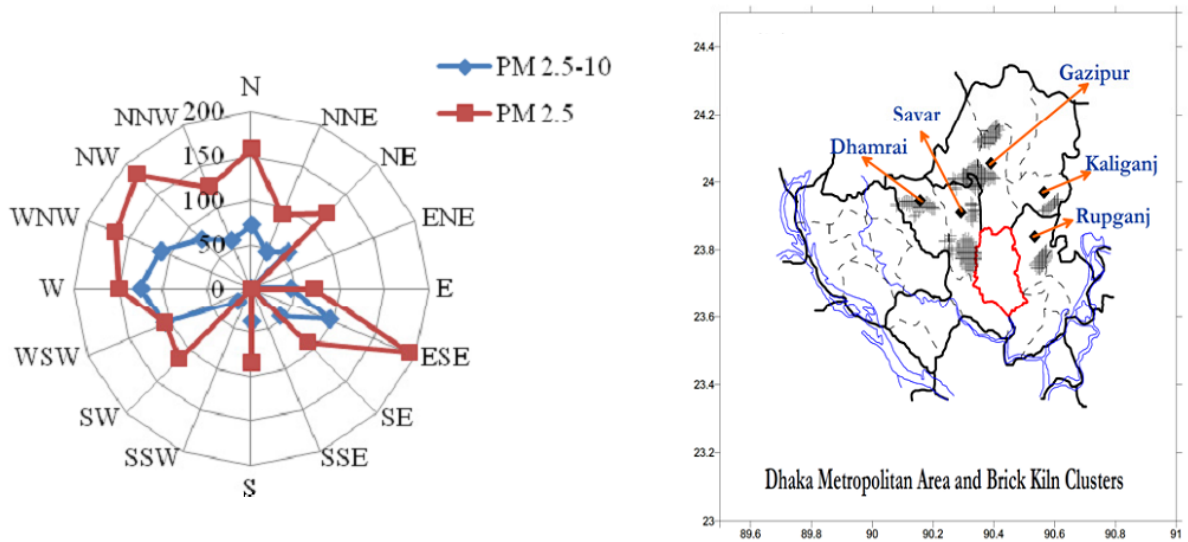 PM 2.5-10
PM 2.5
N
NNE
NE
ENE
E
ESE
SE
SSE
S
SSW
SW
WSW
W
WNW
NW
NNW
200
150
100
50
0
24.4
24.2
24
23.8
23.6
23.4
23.2
23
89.6
89.8
90
90.2
90.4
90.6
90.8
91
Gazipur
Savar
Dhamrai
Kaliganj
Rupganj
Dhaka Metropolitan Area and Brick Kiln Clusters